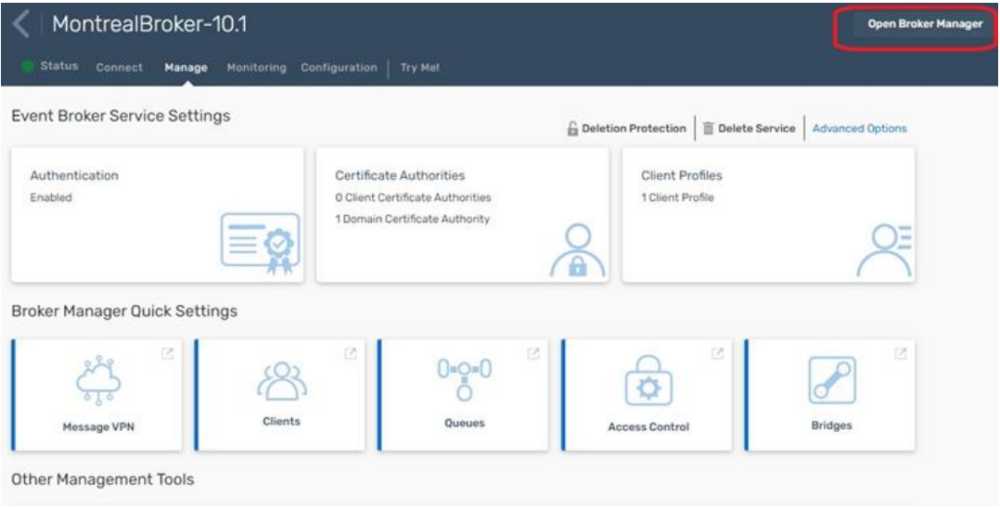 MontrealBroker-10.1
Open Broker Manager
Status Connect Manage Monitoring Configuration Try Me!
Event Broker Service Settings
Deletion Protection Delete Service Advanced Options
Authentication
Enabled
Certificate Authorities
0 Client Certificate Authorities
1 Domain Certificate Authority
Client Profiles
1 Client Profile
Broker Manager Quick Settings
Message VPN
Clients
Queues
Access Control
Bridges
Other Management Tools